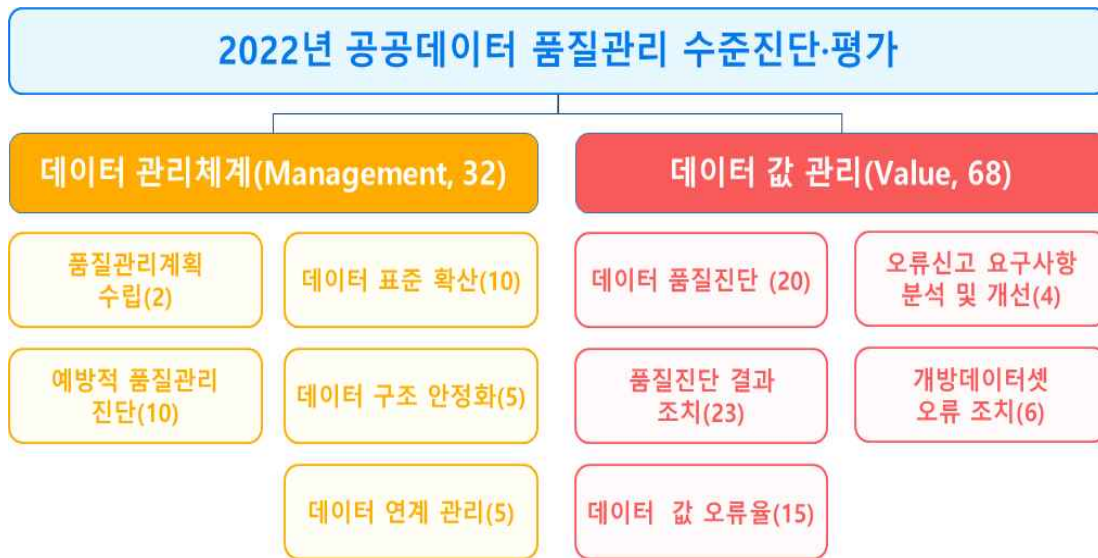 2022년 공공데이터 품질관리 수준진단·평가
데이터 관리체계(Management, 32)
품질관리계획
수립(2)
데이터 표준 확산(10)
예방적 품질관리
진단(10)
데이터 구조 안정화(5)
데이터 연계 관리(5)
데이터 값 관리(Value, 68)
데이터 품질진단 (20)
오류신고 요구사항
분석 및 개선(4)
품질진단 결과
조치(23)
개방데이터셋
오류 조치(6)
데이터 값 오류율(15)